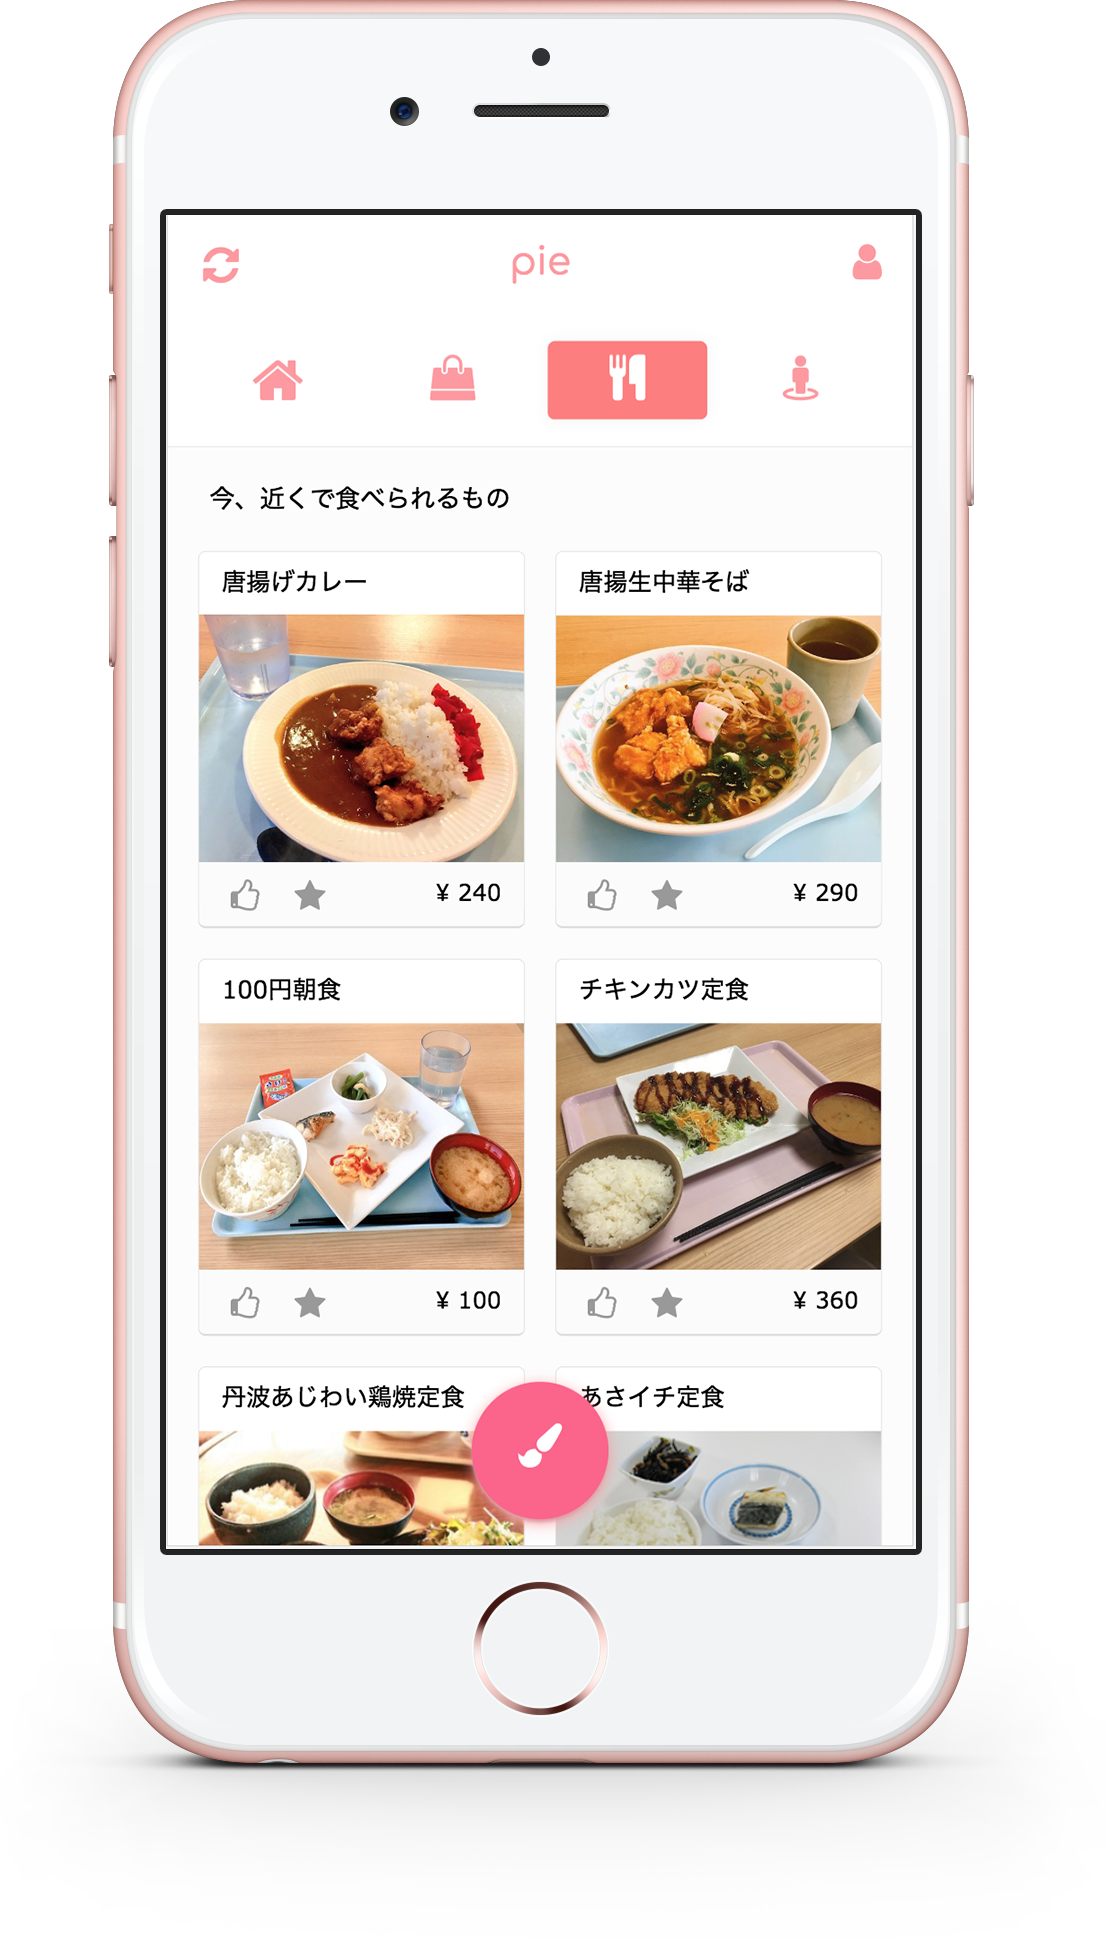 pie
今、近くで食べられるもの
唐揚げカレー
唐揚生中華そば
¥ 240
¥ 290
100円朝食
チキンカツ定食
¥ 100
¥ 360
丹波あじわい鶏焼定食
あさイチ定食